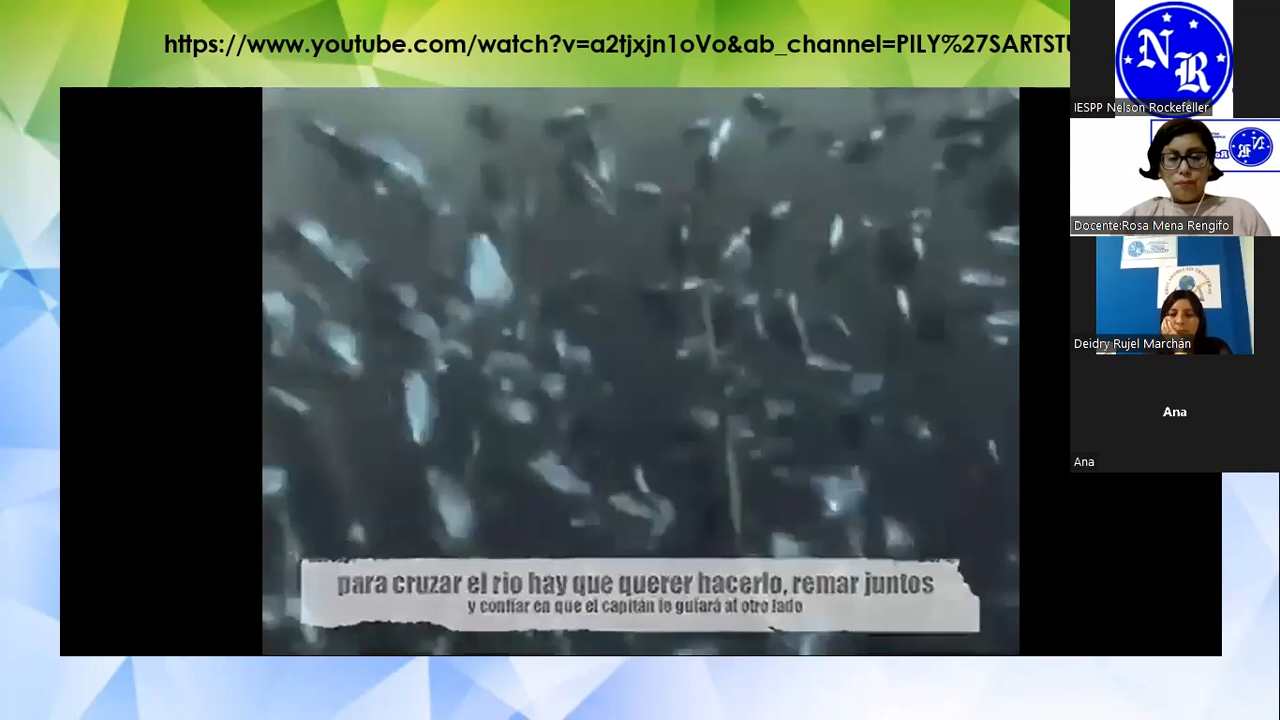 https://www.youtube.com/watch?v=a2tjxjn1oVo&ab_channel=PILY%27SARTSTU
NR
IESPP Nelson Rockefeller
Docente:Rosa Mena Rengifo
Deidry Rujel Marchán
Ana
Ana
para cruzar el rio hay que querer hacerlo, remar juntos
y confiar en que el capitán lo guiará al otro lado